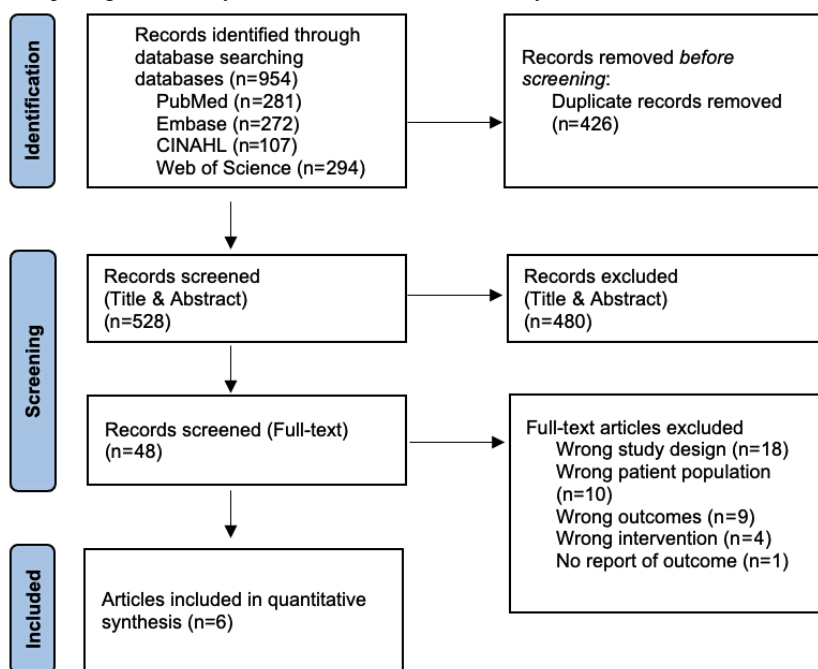 Identification
Records identified through
database searching
databases (n=954)
PubMed (n=281)
Embase (n=272)
CINAHL (n=107)
Web of Science (n=294)
Records removed before
screening:
Duplicate records removed
(n=426)
Screening
Records screened
(Title & Abstract)
(n=528)
Records excluded
(Title & Abstract)
(n=480)
Records screened (Full-text)
(n=48)
Full-text articles excluded
Wrong study design (n=18)
Wrong patient population
(n=10)
Wrong outcomes (n=9)
Wrong intervention (n=4)
No report of outcome (n=1)
Included
Articles included in quantitative
synthesis (n=6)